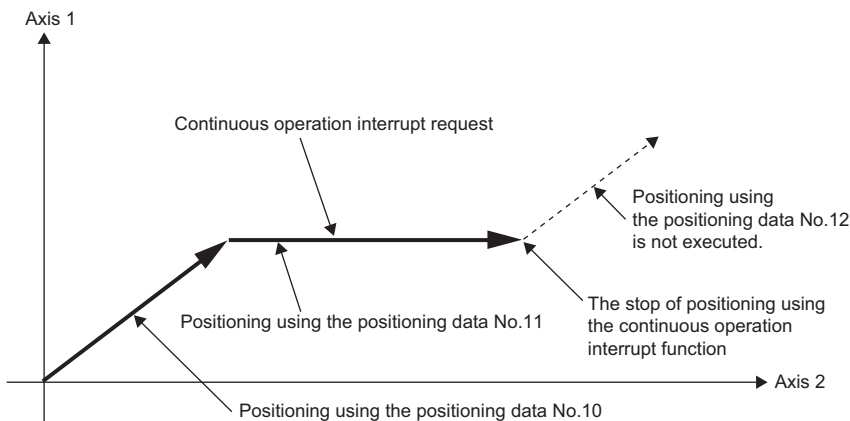 Axis 1
Continuous operation interrupt request
Positioning using
the positioning data No.12
is not executed.
The stop of positioning using
the continuous operation
interrupt function
Positioning using the positioning data No.11
Axis 2
Positioning using the positioning data No.10